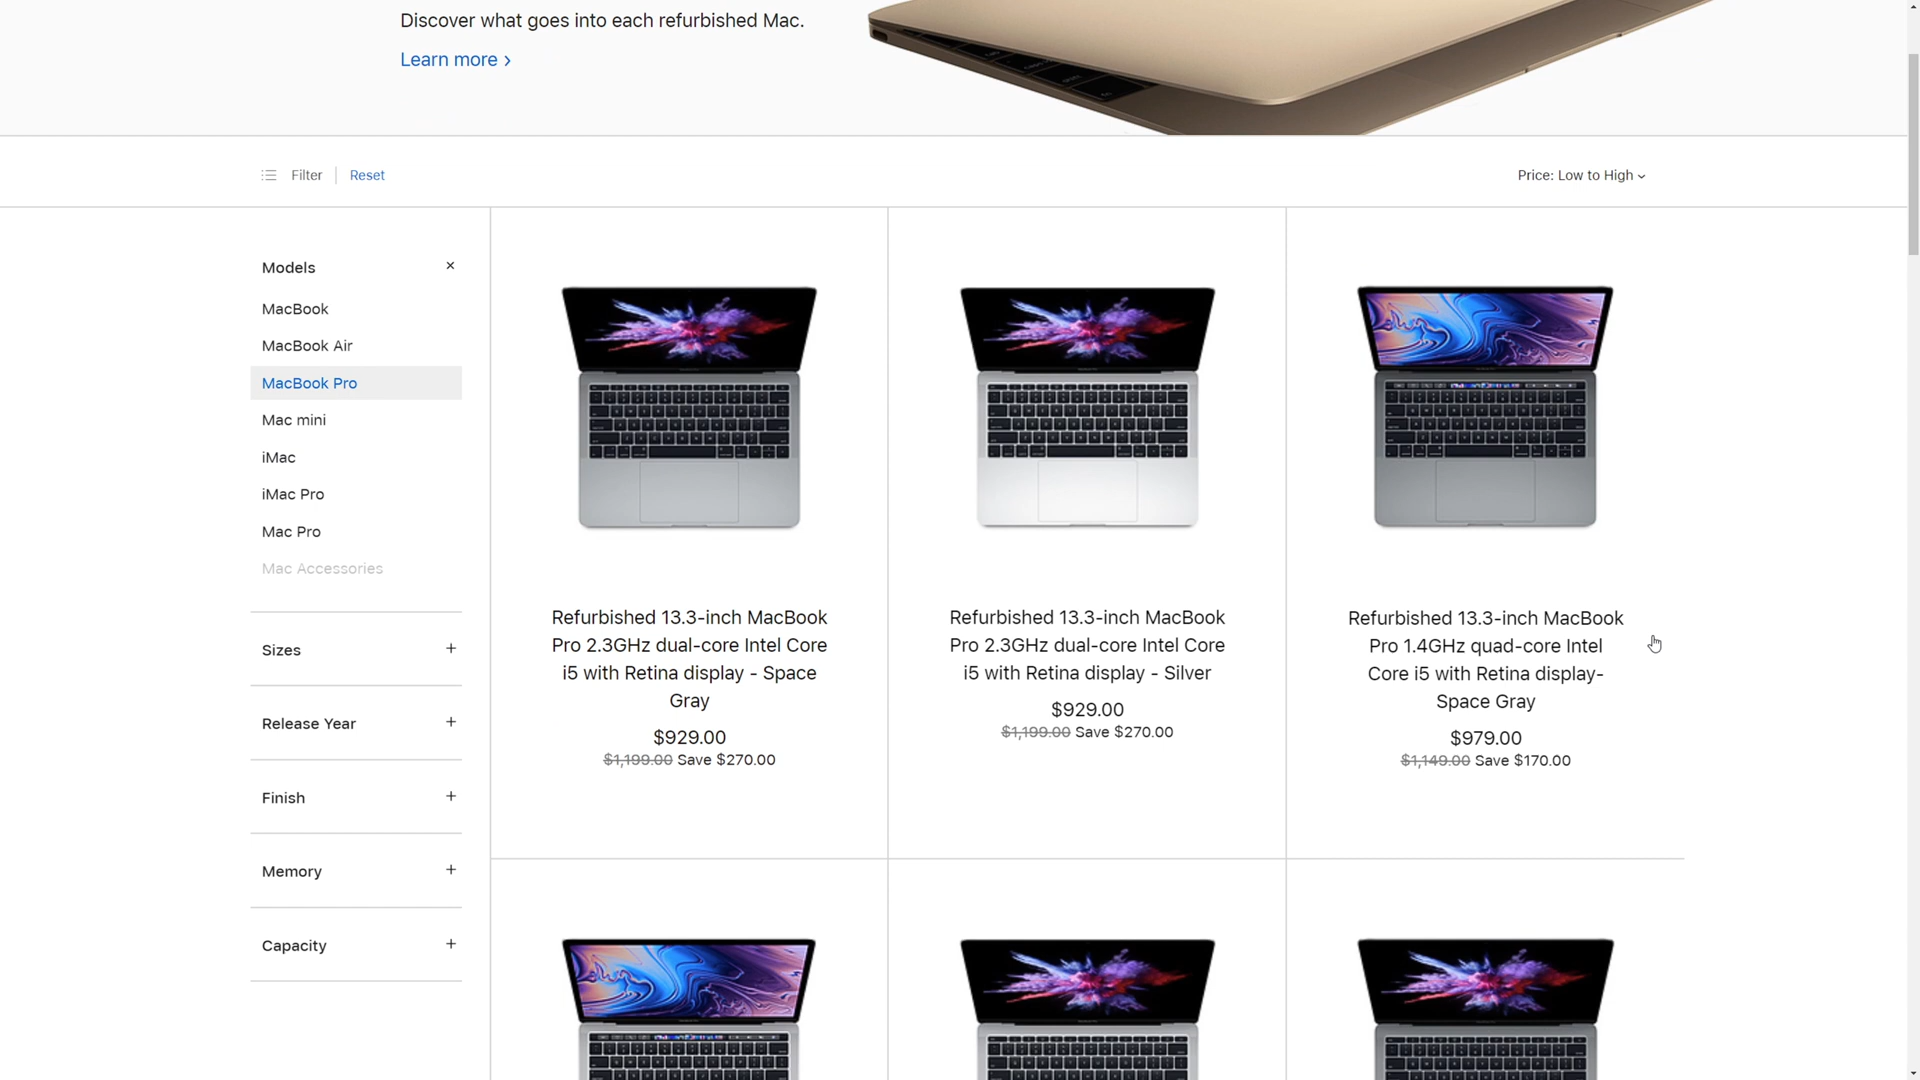 Discover what goes into each refurbished Mac.
Learn more ›
Filter
Reset
Price: Low to High
Models
MacBook
MacBook Air
MacBook Pro
Mac mini
iMac
iMac Pro
Mac Pro
Mac Accessories
Sizes
Release Year
Finish
Memory
Capacity
Refurbished 13.3-inch MacBook
Pro 2.3GHz dual-core Intel Core
i5 with Retina display - Space
Gray
$929.00
$1,199.00 Save $270.00
Refurbished 13.3-inch MacBook
Pro 2.3GHz dual-core Intel Core
i5 with Retina display - Silver
$929.00
$1,199.00 Save $270.00
Refurbished 13.3-inch MacBook
Pro 1.4GHz quad-core Intel
Core i5 with Retina display-
Space Gray
$979.00
$1,149.00 Save $170.00